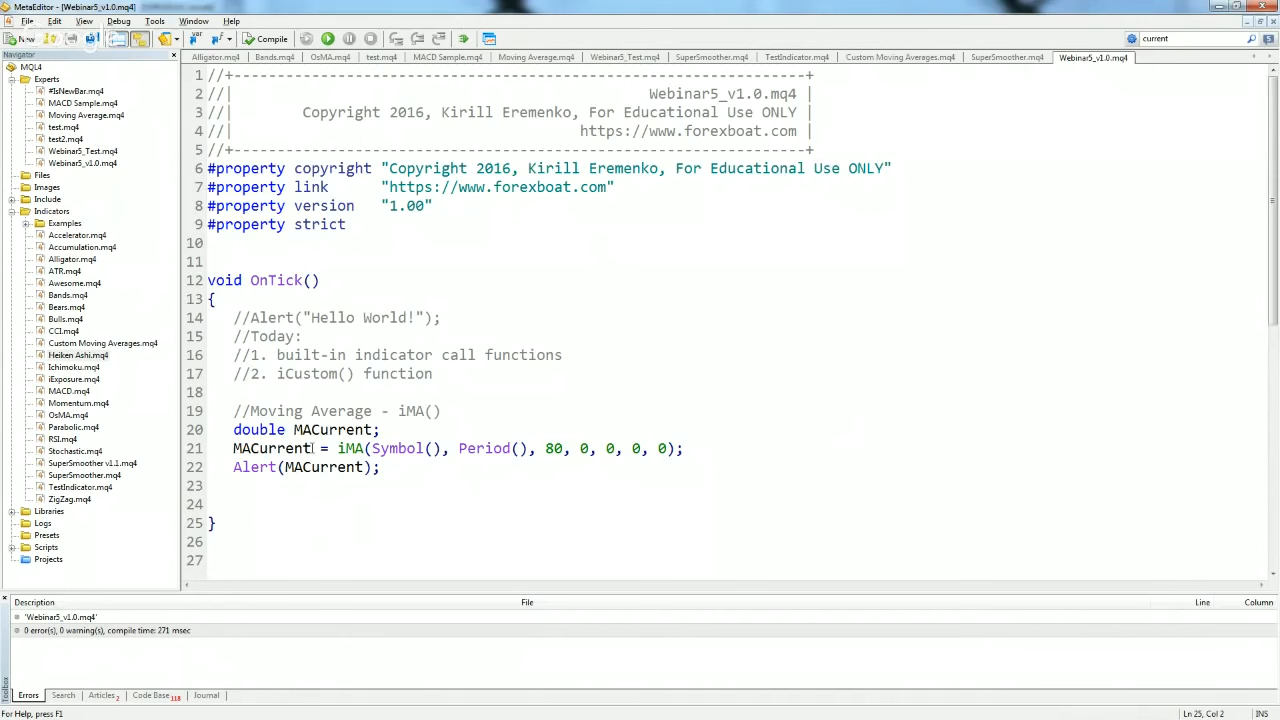 MetaEditor - [Webinar5_v1.0.mq4]
File Edit View Debug Tools Window Help
New Compile current
Navigator
Alligator.mq4 Bands.mq4 OsMA.mq4 test.mq4 MACD Sample.mq4 Moving Average.mq4 Webinar5_Test.mq4 SuperSmoother.mq4 TestIndicator.mq4 Custom Moving Averages.mq4 SuperSmoother.mq4 Webinar5_v1.0.mq4
MQL4
Experts
#IsNewBar.mq4
MACD Sample.mq4
Moving Average.mq4
test.mq4
test2.mq4
Webinar5_Test.mq4
Webinar5_v1.0.mq4
Files
Images
Include
Indicators
Examples
Accelerator.mq4
Accumulation.mq4
Alligator.mq4
ATR.mq4
Awesome.mq4
Bands.mq4
Bears.mq4
Bulls.mq4
CCI.mq4
Custom Moving Averages.mq4
Heiken Ashi.mq4
Ichimoku.mq4
iExposure.mq4
MACD.mq4
Momentum.mq4
OsMA.mq4
Parabolic.mq4
RSI.mq4
Stochastic.mq4
SuperSmoother v1.1.mq4
SuperSmoother.mq4
TestIndicator.mq4
ZigZag.mq4
Libraries
Logs
Presets
Scripts
Projects
1 //+------------------------------------------------------------------+
2 //| Webinar5_v1.0.mq4 |
3 //| Copyright 2016, Kirill Eremenko, For Educational Use ONLY |
4 //| https://www.forexboat.com |
5 //+------------------------------------------------------------------+
6 #property copyright "Copyright 2016, Kirill Eremenko, For Educational Use ONLY"
7 #property link "https://www.forexboat.com"
8 #property version "1.00"
9 #property strict
10
11
12 void OnTick()
13 {
14 //Alert("Hello World!");
15 //Today:
16 //1. built-in indicator call functions
17 //2. iCustom() function
18
19 //Moving Average - iMA()
20 double MACurrent;
21 MACurrent = iMA(Symbol(), Period(), 80, 0, 0, 0, 0);
22 Alert(MACurrent);
23
24
25 }
26
27
Description File Line Column
'Webinar5_v1.0.mq4'
0 error(s), 0 warning(s), compile time: 271 msec
Toolbox
Errors Search Articles 2 Code Base 118 Journal
For Help, press F1 Ln 25, Col 2 INS